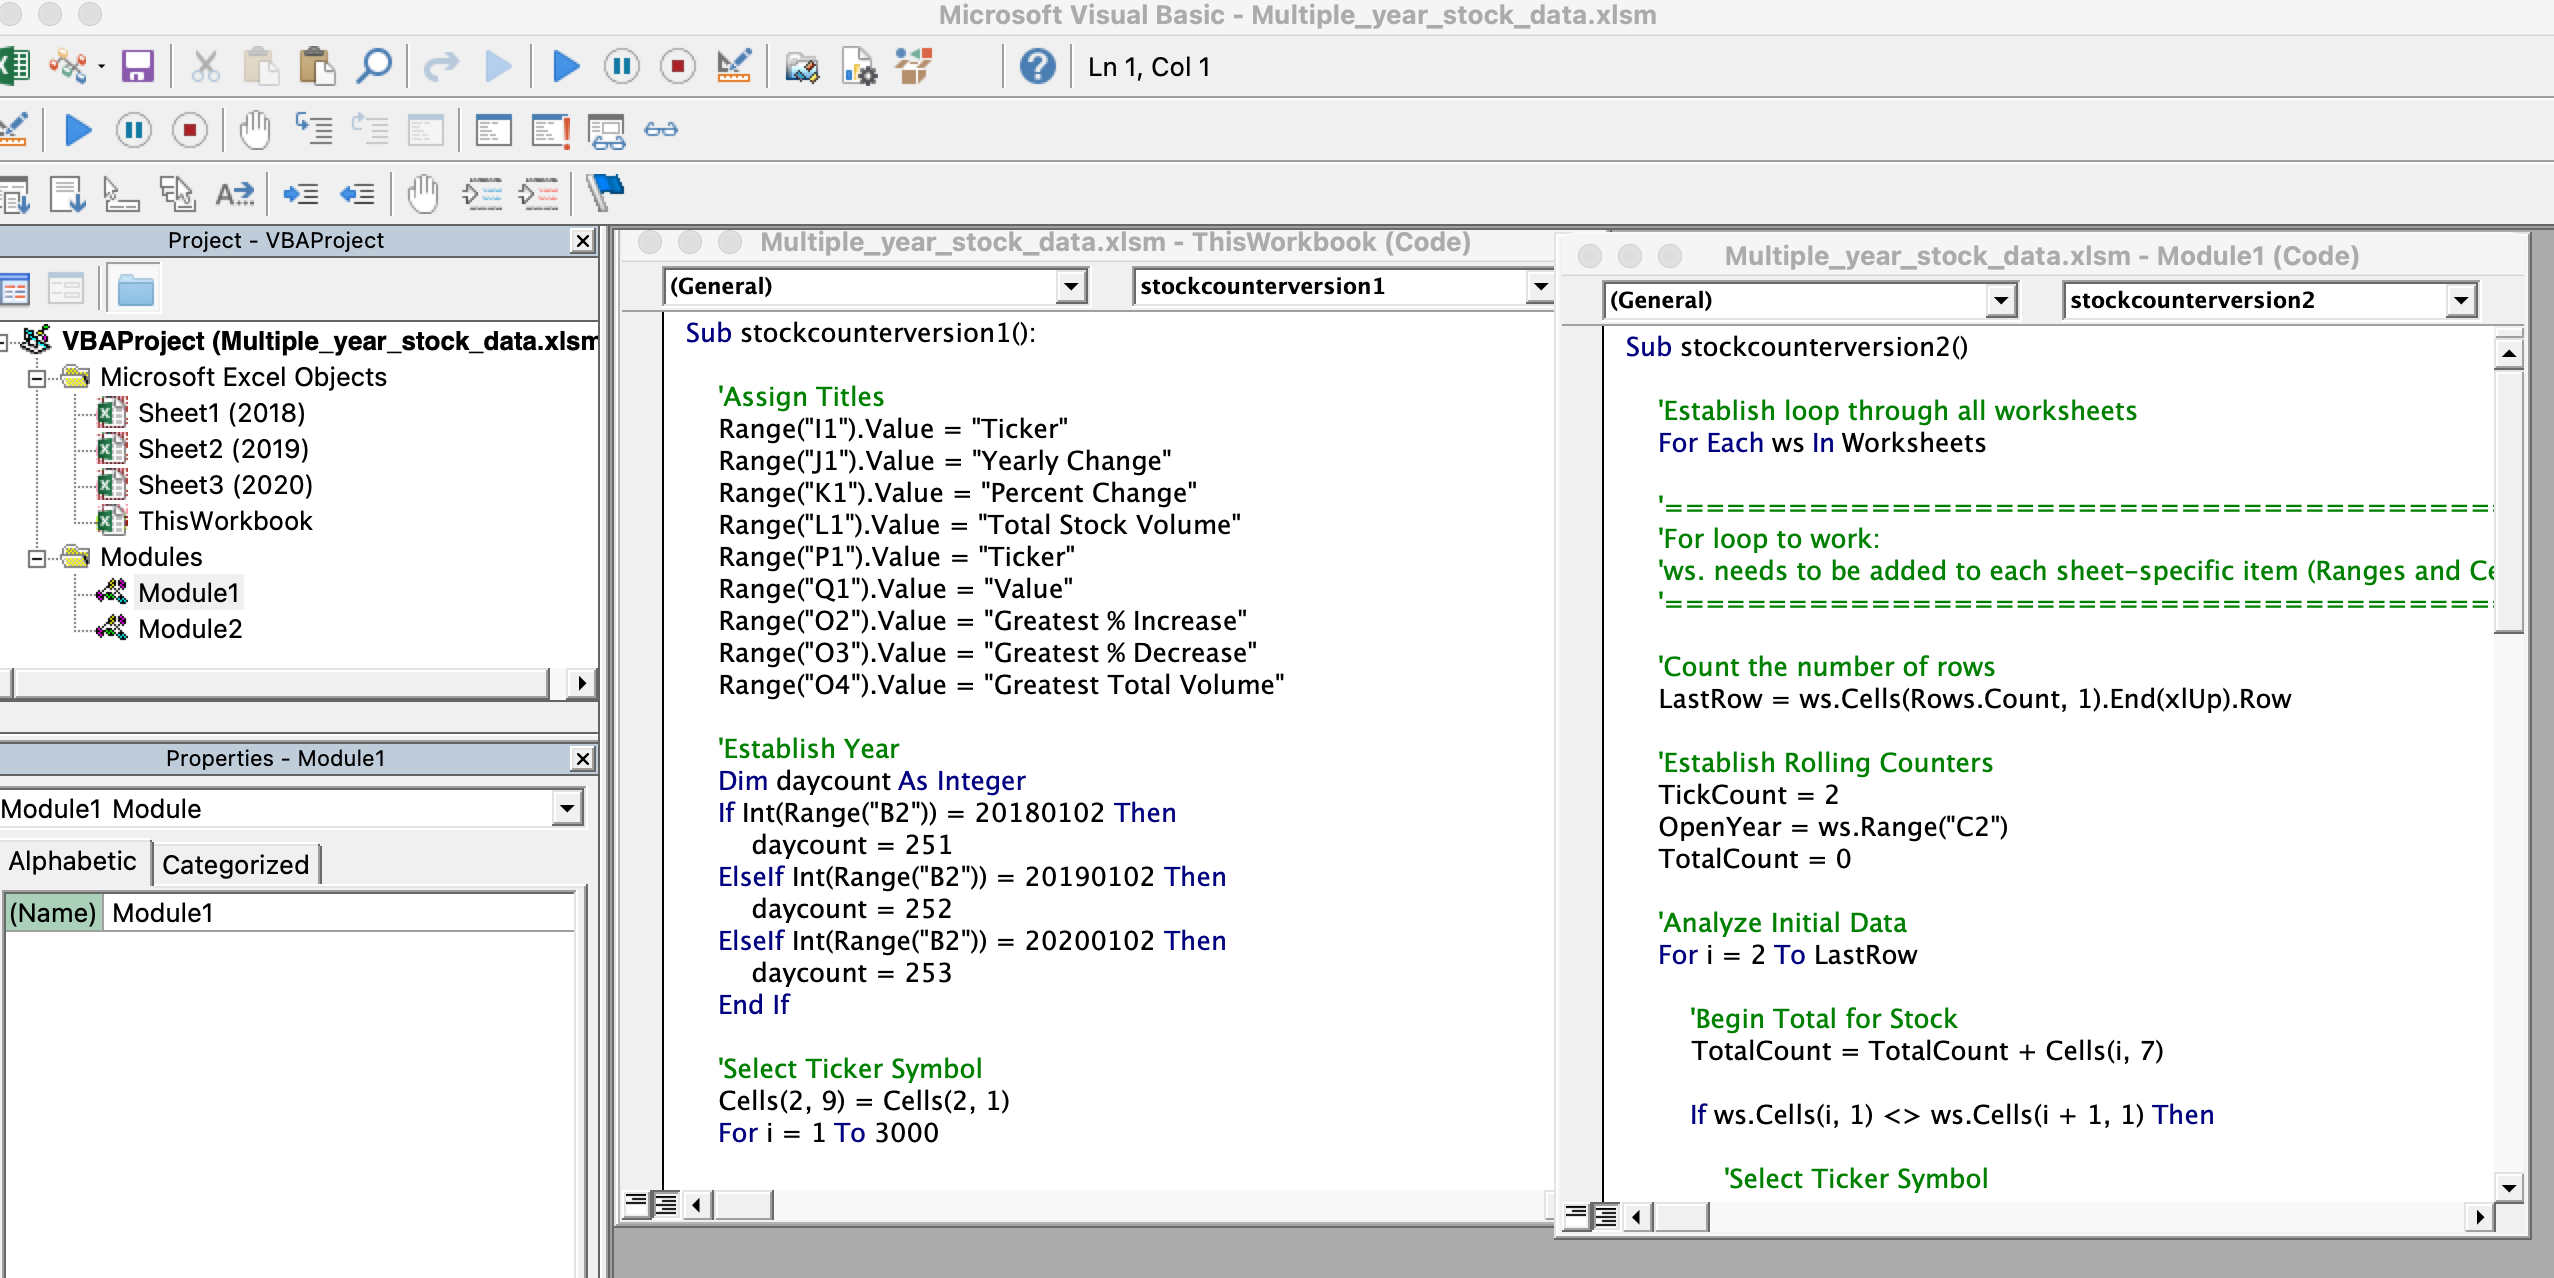 Microsoft Visual Basic - Multiple_year_stock_data.xlsm
Ln 1, Col 1
Project - VBAProject
VBAProject (Multiple_year_stock_data.xlsm
Microsoft Excel Objects
Sheet1 (2018)
Sheet2 (2019)
Sheet3 (2020)
ThisWorkbook
Modules
Module1
Module2
Properties - Module1
Module1 Module
Alphabetic
Categorized
(Name) Module1
Multiple_year_stock_data.xlsm - ThisWorkbook (Code)
(General)
stockcounterversion1
Sub stockcounterversion1():
'Assign Titles
Range("I1").Value = "Ticker"
Range("J1").Value = "Yearly Change"
Range("K1").Value = "Percent Change"
Range("L1").Value = "Total Stock Volume"
Range("P1").Value = "Ticker"
Range("Q1").Value = "Value"
Range("O2").Value = "Greatest % Increase"
Range("O3").Value = "Greatest % Decrease"
Range("O4").Value = "Greatest Total Volume"
'Establish Year
Dim daycount As Integer
If Int(Range("B2")) = 20180102 Then
daycount = 251
ElseIf Int(Range("B2")) = 20190102 Then
daycount = 252
ElseIf Int(Range("B2")) = 20200102 Then
daycount = 253
End If
'Select Ticker Symbol
Cells(2, 9) = Cells(2, 1)
For i = 1 To 3000
Multiple_year_stock_data.xlsm - Module1 (Code)
(General)
stockcounterversion2
Sub stockcounterversion2()
'Establish loop through all worksheets
For Each ws In Worksheets
'========================================
'For loop to work:
'ws. needs to be added to each sheet-specific item (Ranges and Ce
'========================================
'Count the number of rows
LastRow = ws.Cells(Rows.Count, 1).End(xlUp).Row
'Establish Rolling Counters
TickCount = 2
OpenYear = ws.Range("C2")
TotalCount = 0
'Analyze Initial Data
For i = 2 To LastRow
'Begin Total for Stock
TotalCount = TotalCount + Cells(i, 7)
If ws.Cells(i, 1) <> ws.Cells(i + 1, 1) Then
'Select Ticker Symbol